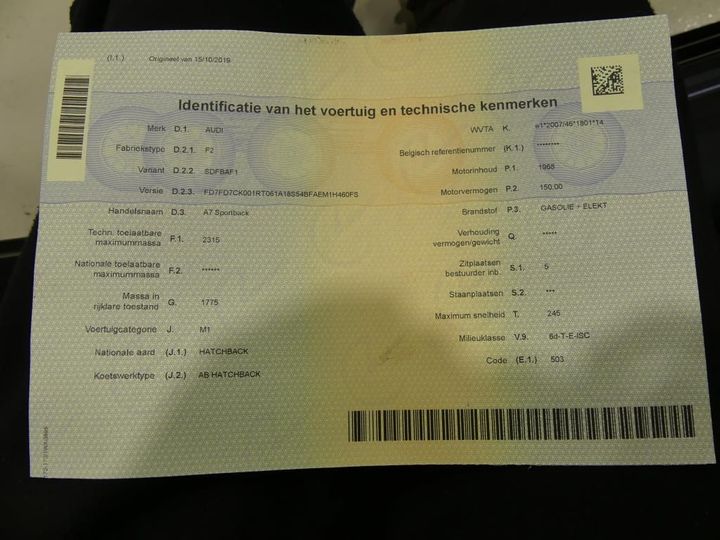 (I.1.) Origineel van 15/10/2019
Identificatie van het voertuig en technische kenmerken
Merk D.1. AUDI
Fabriekstype D.2.1. F2
Variant D.2.2. SDFBAF1
Versie D.2.3. FD7FD7CK001RT061A18S54BFAEM1H460FS
Handelsnaam D.3. A7 Sportback
Techn. toelaatbare
maximummassa F.1. 2315
Nationale toelaatbare
maximummassa F.2. ******
Massa in
rijklare toestand G. 1775
Voertuigcategorie J. M1
Nationale aard (J.1.) HATCHBACK
Koetswerktype (J.2.) AB HATCHBACK
WVTA K. e1*2007/46*1801*14
Belgisch referentienummer (K.1.) ********
Motorinhoud P.1. 1968
Motorvermogen P.2. 150.00
Brandstof P.3. GASOLIE + ELEKT
Verhouding
vermogen/gewicht Q. *****
Zitplaatsen
bestuurder inb. S.1. 5
Staanplaatsen S.2. ***
Maximum snelheid T. 245
Milieuklasse V.9. 6d-T-E-ISC
Code (E.1.) 503